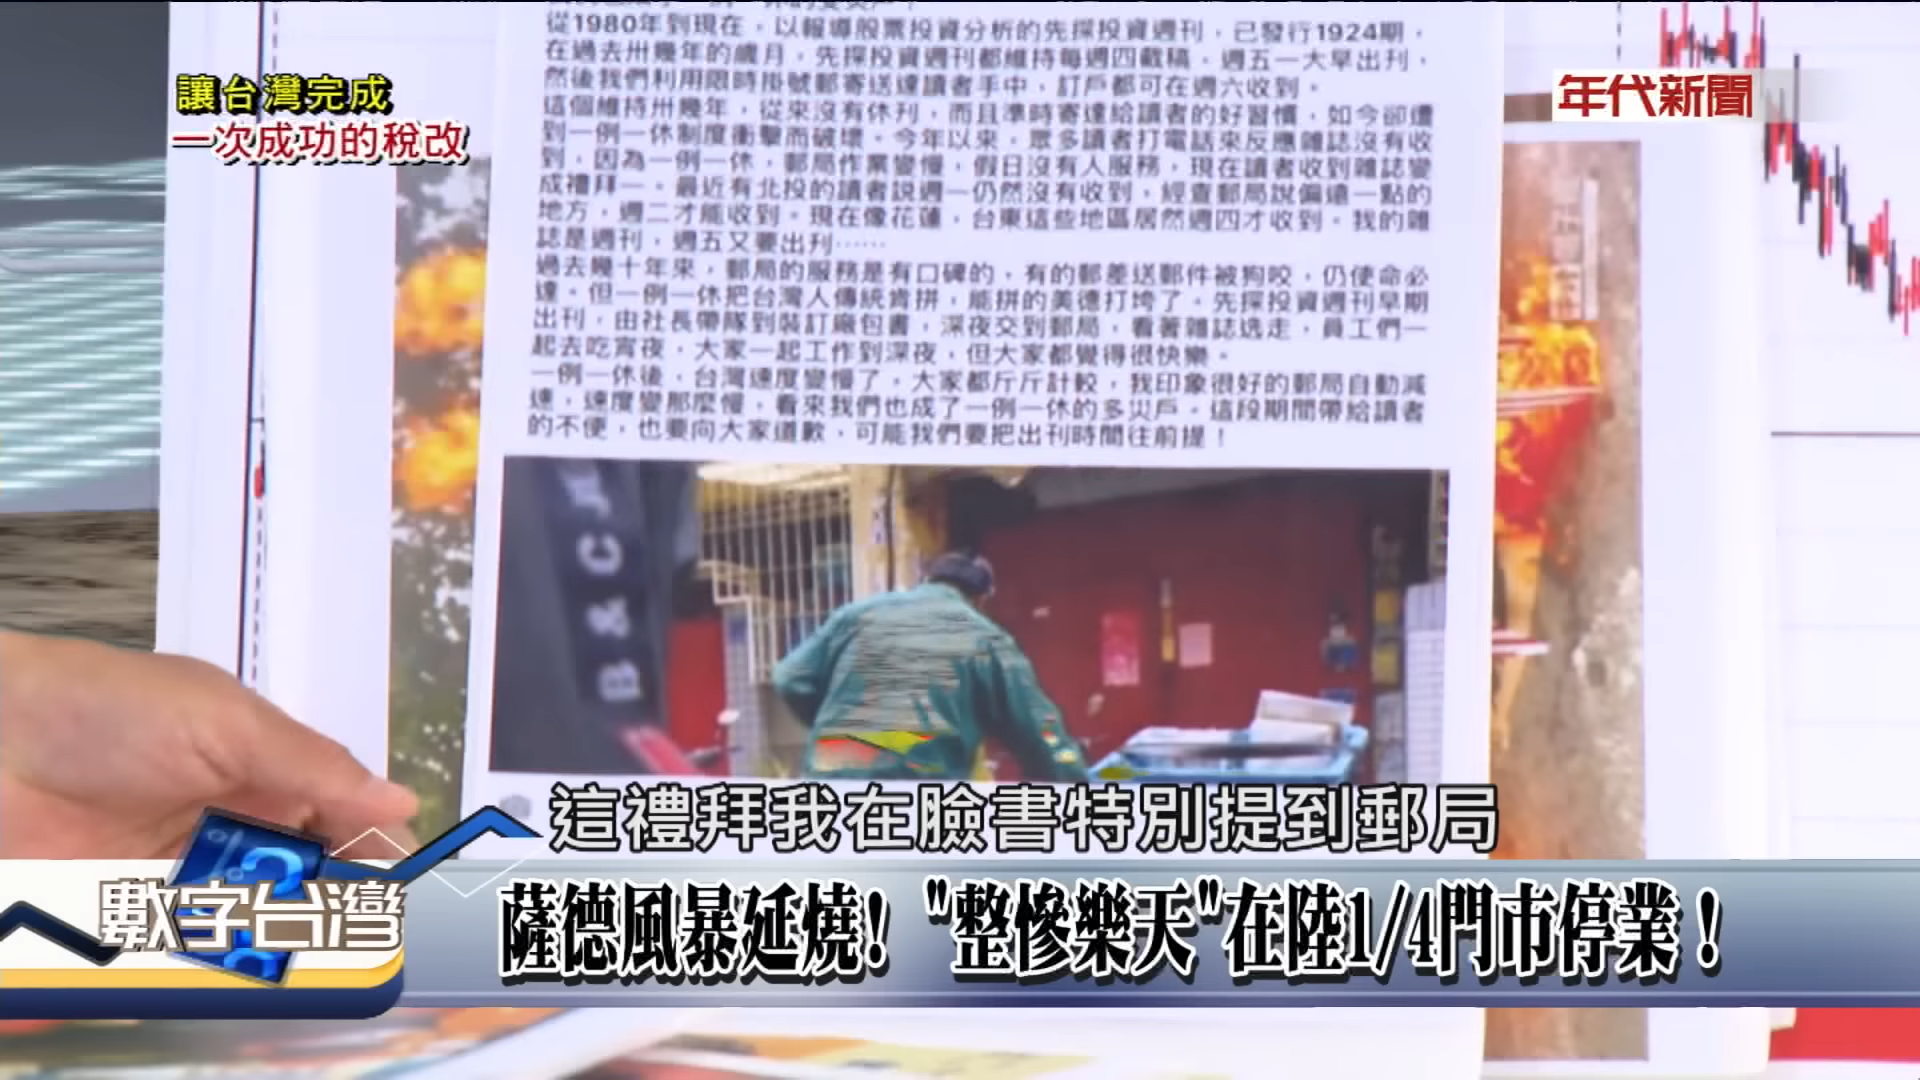 從1980年到現在，以報導股票投資分析的先探投資週刊，已發行1924期，
在過去卅幾年的歲月，先探投資週刊都維持每週四截稿，週五一大早出刊，
然後我們利用限時掛號郵寄送達讀者手中，訂戶都可在週六收到。
這個維持卅幾年，從來沒有休刊，而且準時寄達給讀者的好習慣，如今卻遭
到一例一休制度衝擊而破壞。今年以來，眾多讀者打電話來反應雜誌沒有收
到，因為一例一休，郵局作業變慢，假日沒有人服務，現在讀者收到雜誌變
成禮拜一。最近有北投的讀者說週一仍然沒有收到，經查郵局說偏遠一點的
地方，週二才能收到。現在像花蓮，台東這些地區居然週四才收到。我的雜
誌是週刊，週五又要出刊……
過去幾十年來，郵局的服務是有口碑的，有的郵差送郵件被狗咬，仍使命必
達。但一例一休把台灣人傳統肯拼，能拼的美德打垮了。先探投資週刊早期
出刊，由社長帶隊到裝訂廠包書，深夜交到郵局，看著雜誌送走，員工們一
起去吃宵夜，大家一起工作到深夜，但大家都覺得很快樂。
一例一休後，台灣速度變慢了，大家都斤斤計較，我印象很好的郵局自動減
速，速度變那麼慢，看來我們也成了一例一休的多災戶。這段期間帶給讀者
的不便，也要向大家道歉，可能我們要把出刊時間往前提！
讓台灣完成
一次成功的稅改
年代新聞
B & C
這禮拜我在臉書特別提到郵局
數字台灣
薩德風暴延燒！"整慘樂天"在陸1/4門市停業！